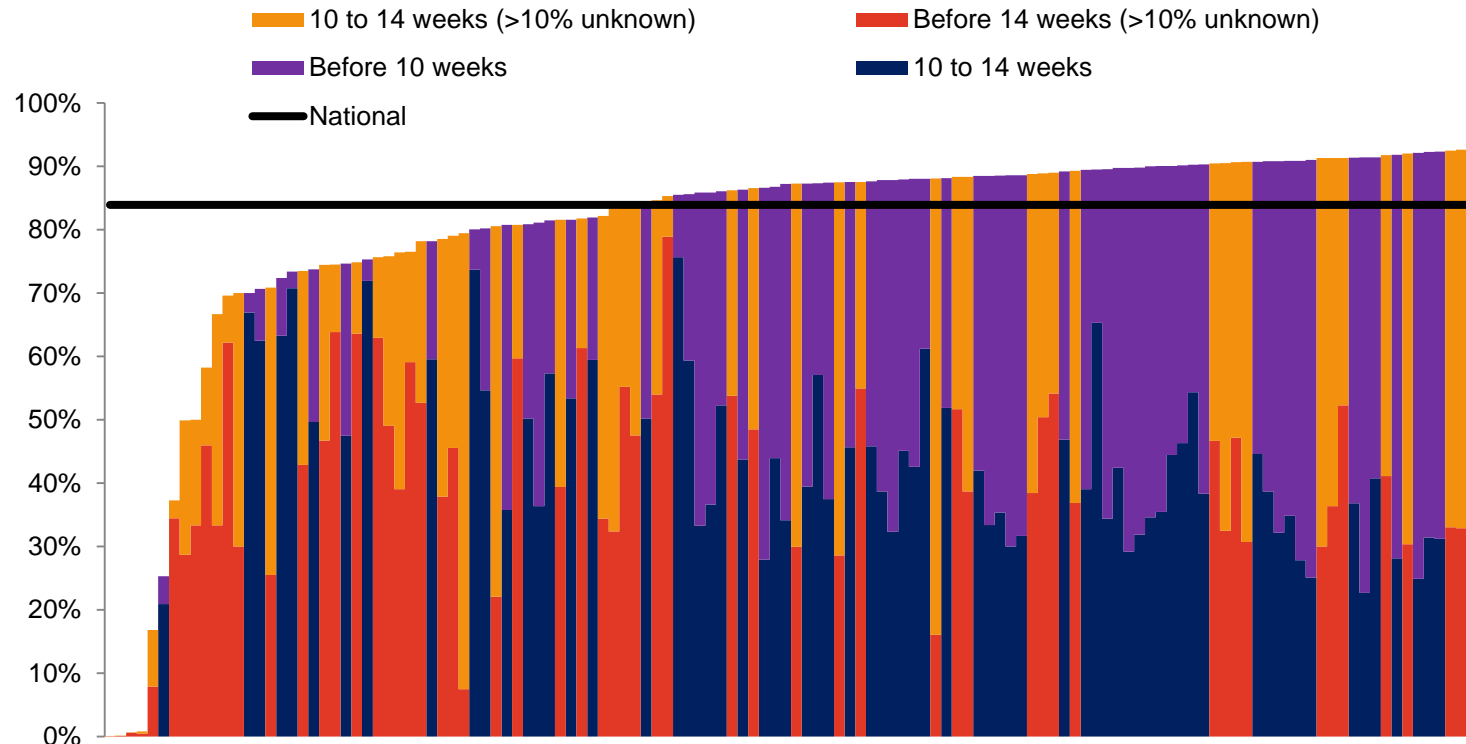 10 to 14 weeks (>10% unknown)
Before 14 weeks (>10% unknown)
Before 10 weeks
10 to 14 weeks
National
100%
90%
80%
70%
60%
50%
40%
30%
20%
10%
0%